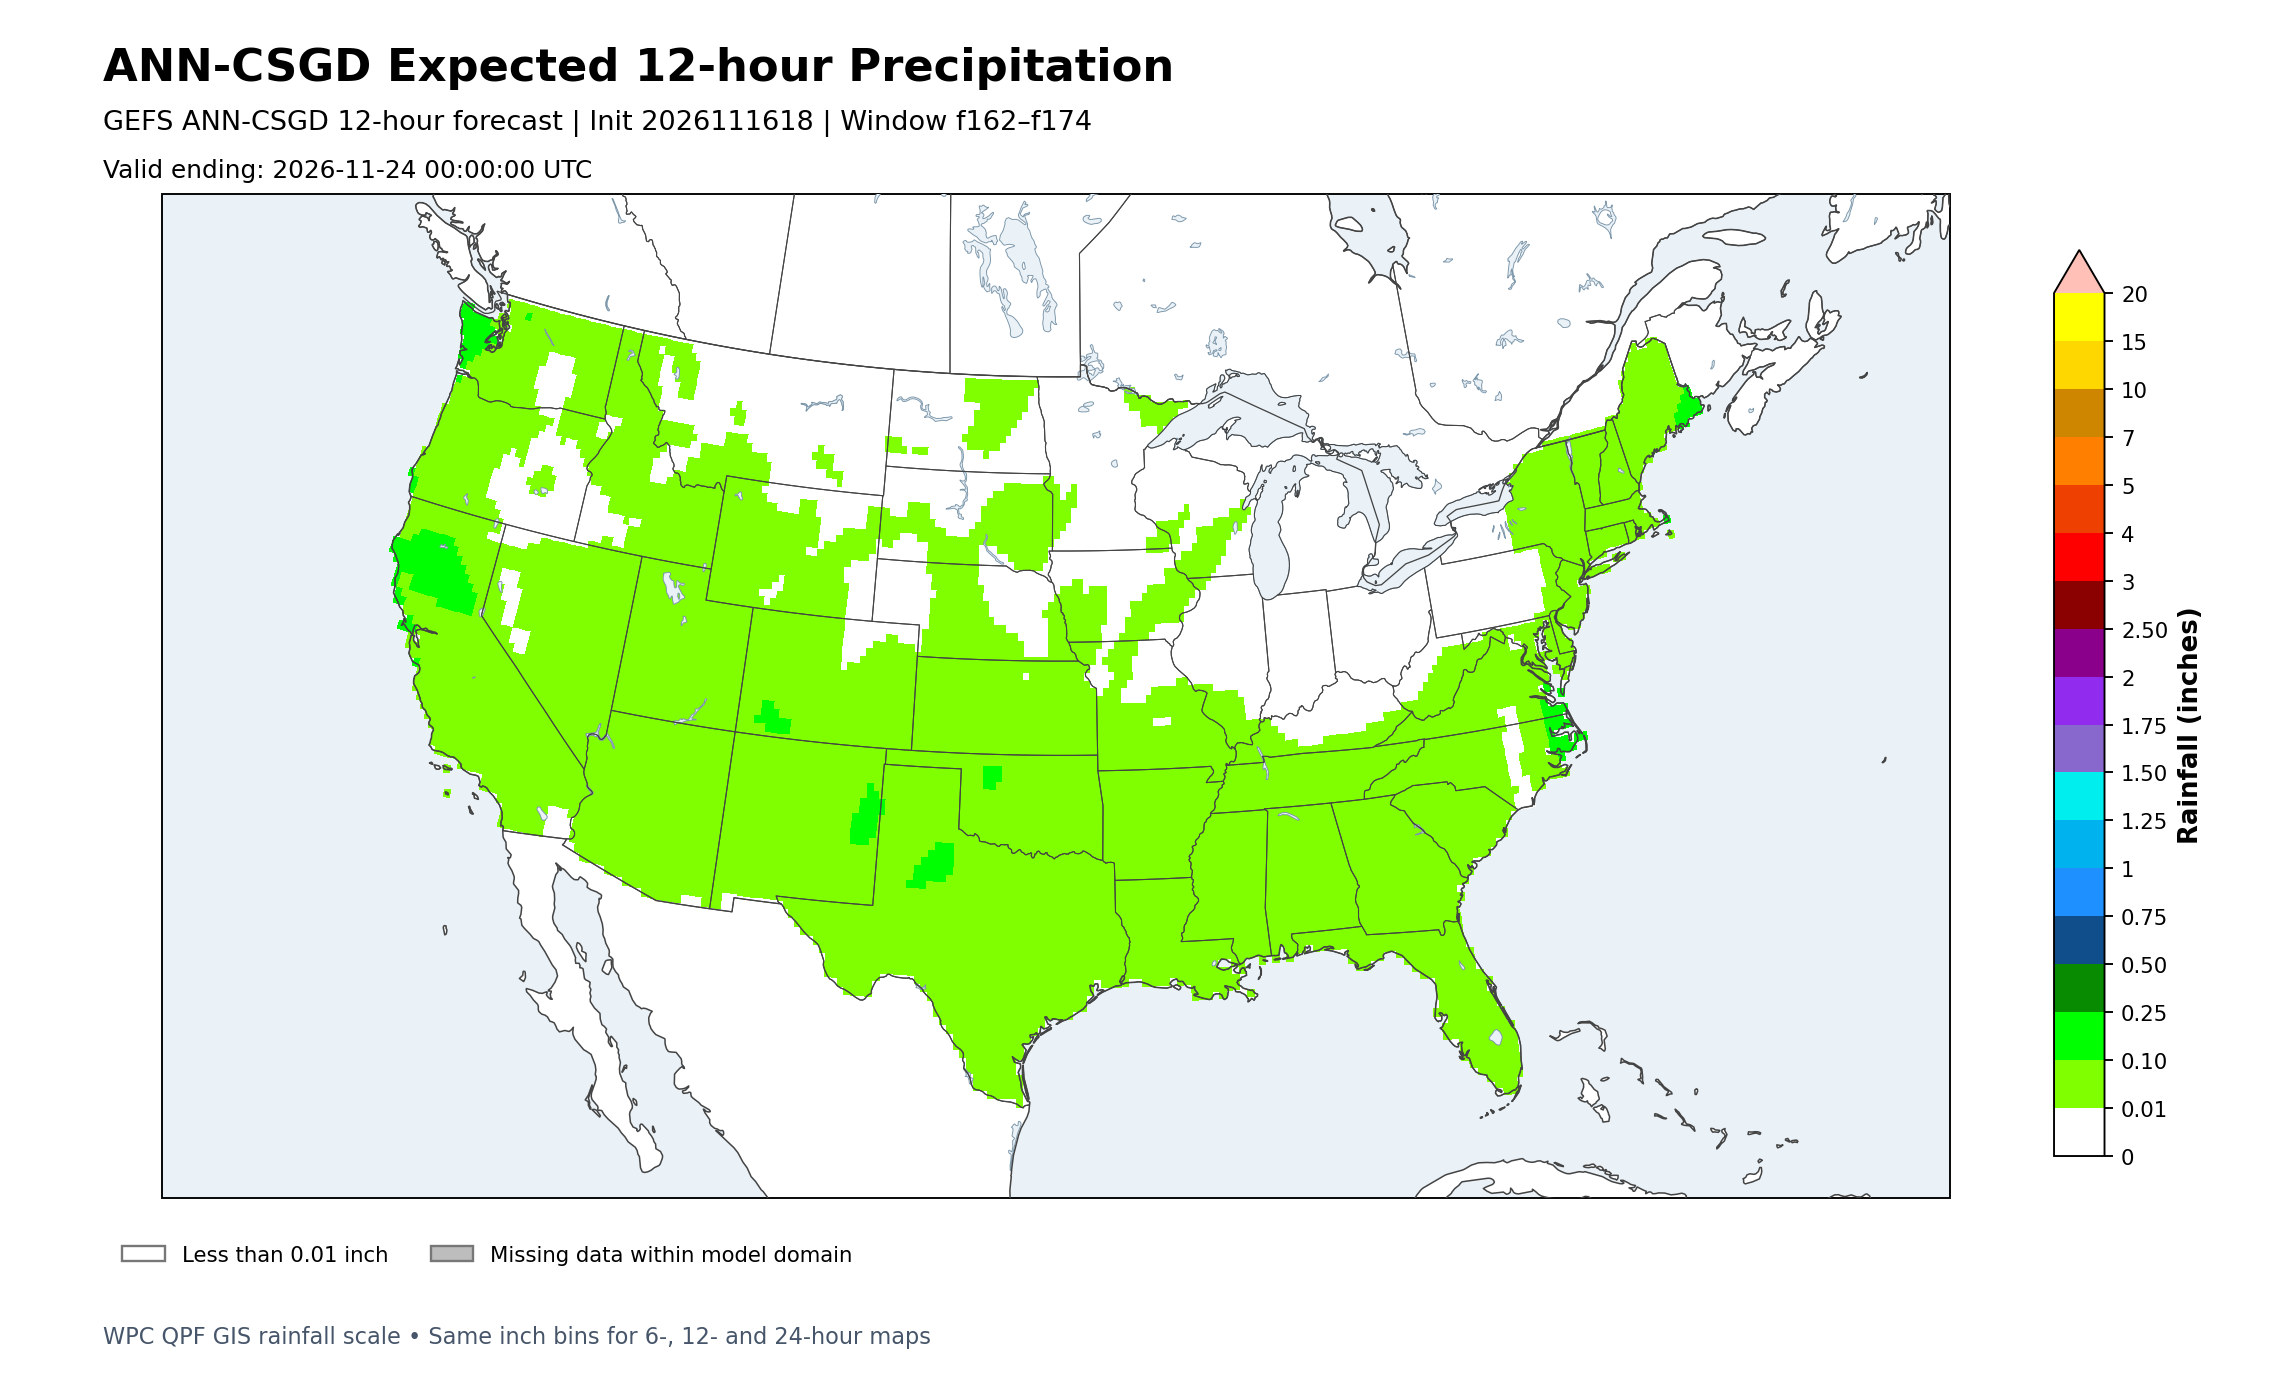 ANN-CSGD Expected 12-hour Precipitation
GEFS ANN-CSGD 12-hour forecast | Init 2026111618 | Window f162–f174
Valid ending: 2026-11-24 00:00:00 UTC
20
15
10
7
5
4
3
2.50
2
1.75
1.50
1.25
1
0.75
0.50
0.25
0.10
0.01
0
Rainfall (inches)
Less than 0.01 inch
Missing data within model domain
WPC QPF GIS rainfall scale • Same inch bins for 6-, 12- and 24-hour maps